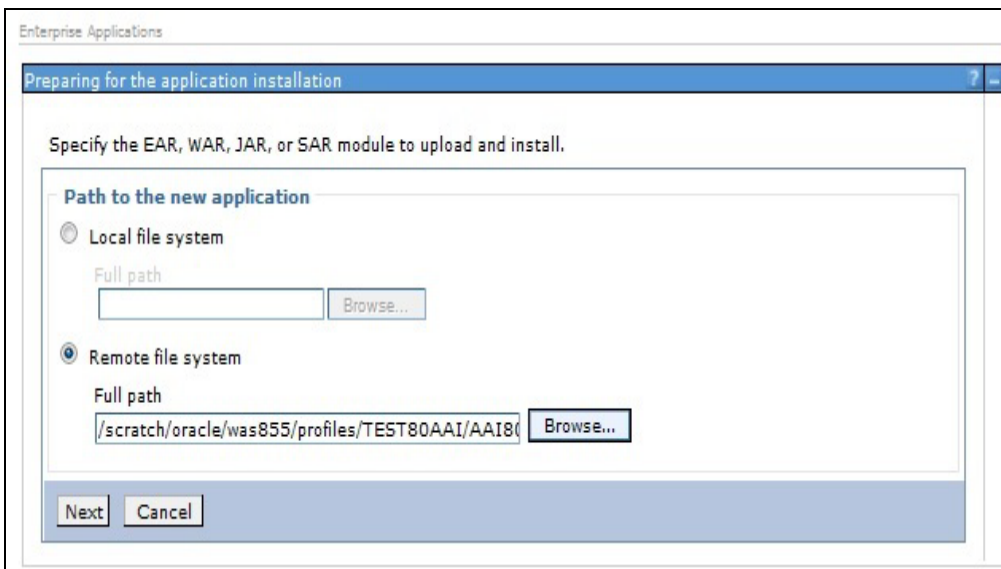 Enterprise Applications
Preparing for the application installation ? –
Specify the EAR, WAR, JAR, or SAR module to upload and install.
Path to the new application
Local file system
Full path
Browse...
Remote file system
Full path
/scratch/oracle/was855/profiles/TEST80AAI/AAI80 Browse...
Next Cancel